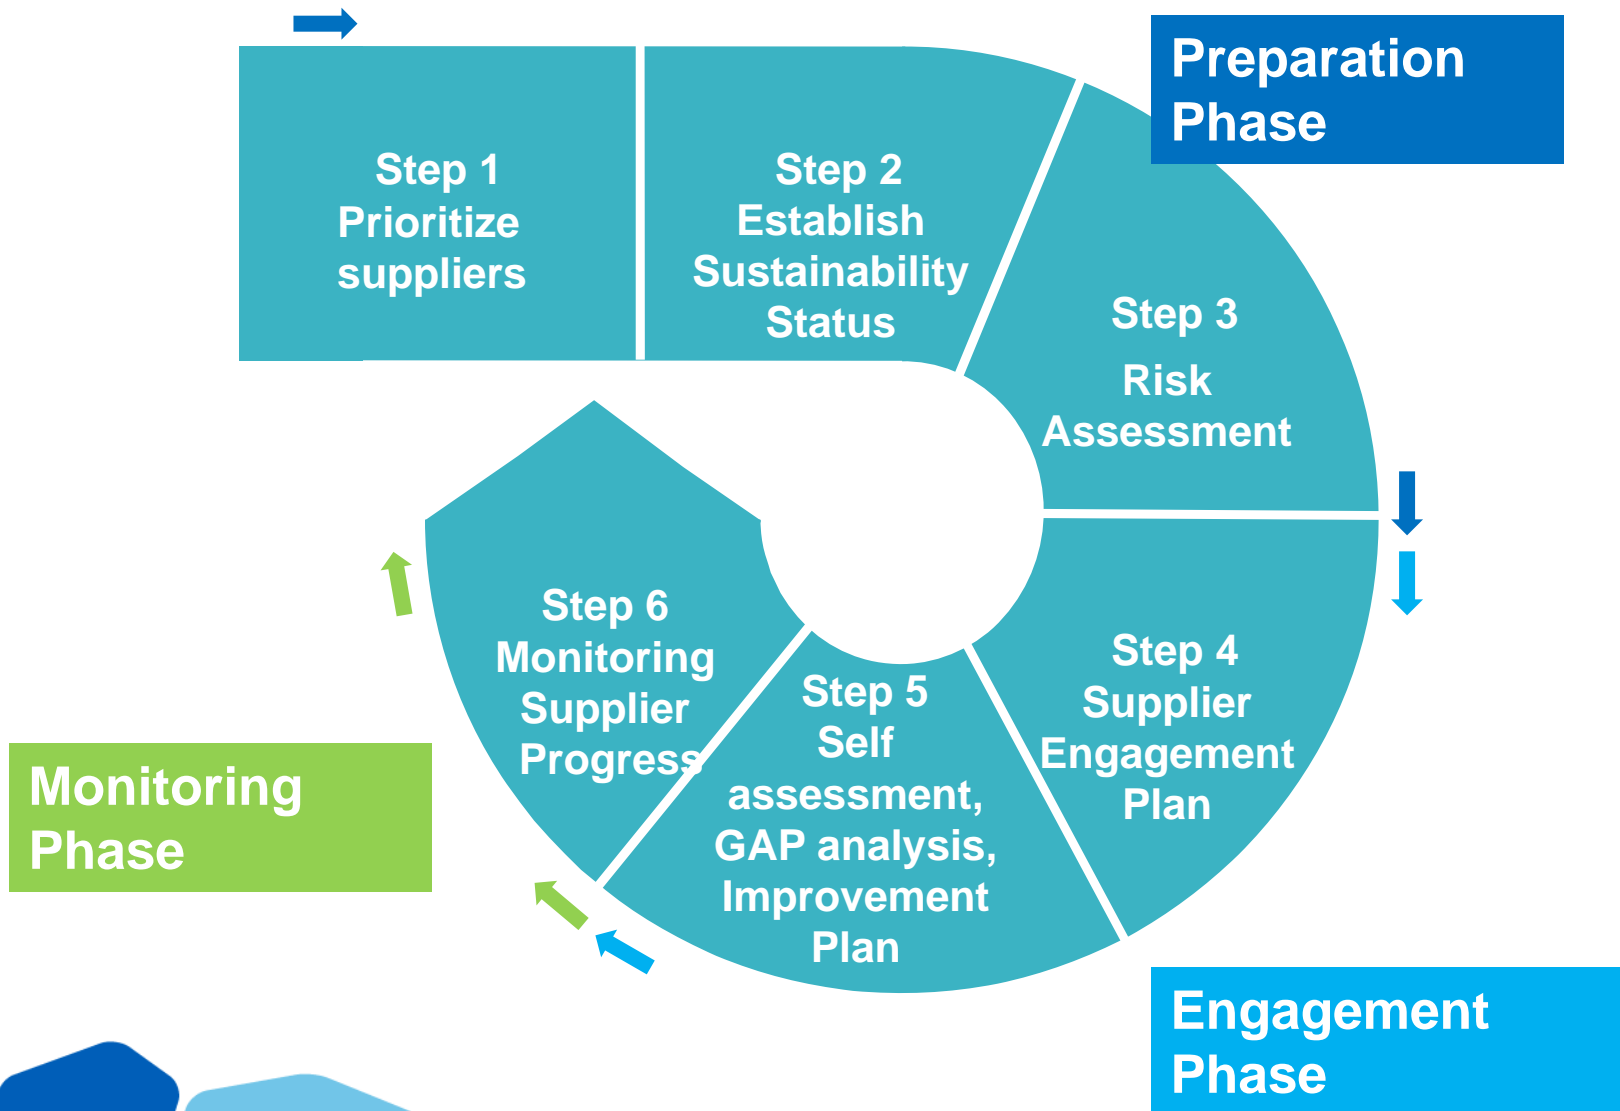 Preparation
Phase
Step 1
Prioritize
suppliers
Step 2
Establish
Sustainability
Status
Step 3
Risk
Assessment
Step 4
Supplier
Engagement
Plan
Step 5
Self
assessment,
GAP analysis,
Improvement
Plan
Step 6
Monitoring
Supplier
Progress
Monitoring
Phase
Engagement
Phase